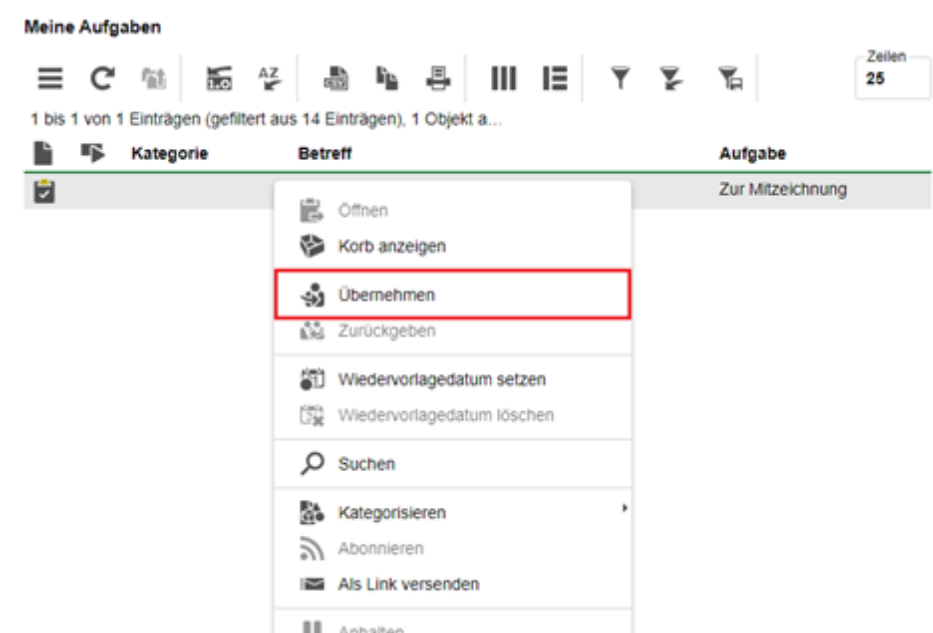 Meine Aufgaben
Zeilen
25
1 bis 1 von 1 Einträgen (gefiltert aus 14 Einträgen), 1 Objekt a...
Kategorie Betreff Aufgabe
Zur Mitzeichnung
Öffnen
Korb anzeigen
Übernehmen
Zurückgeben
Wiedervorlagedatum setzen
Wiedervorlagedatum löschen
Suchen
Kategorisieren
Abonnieren
Als Link versenden
Anhalten